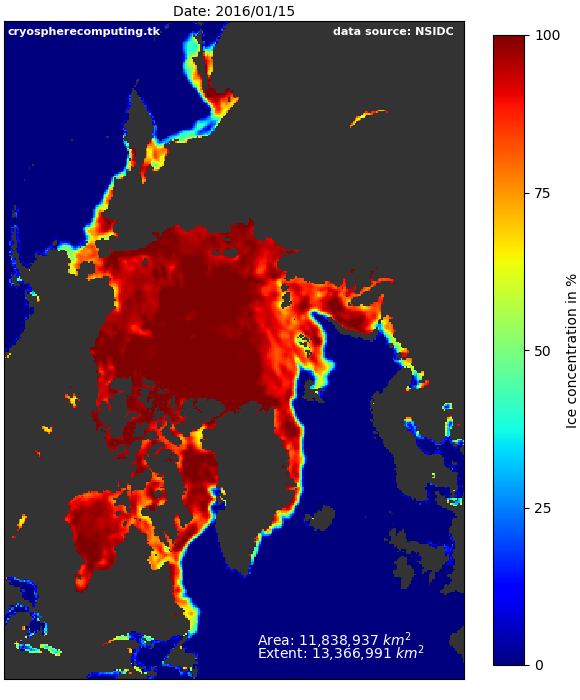 Date: 2016/01/15
cryospherecomputing.tk
data source: NSIDC
100
75
50
25
0
Ice concentration in %
Area: 11,838,937 km²
Extent: 13,366,991 km²